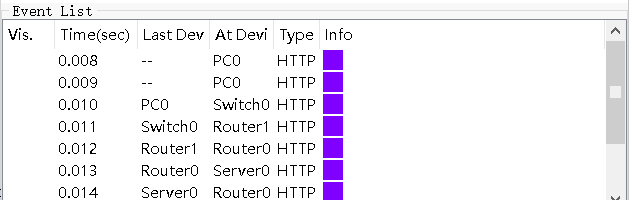 Event List
Vis. Time(sec) Last Dev At Devi Type Info
0.008 -- PC0 HTTP
0.009 -- PC0 HTTP
0.010 PC0 Switch0 HTTP
0.011 Switch0 Router1 HTTP
0.012 Router1 Router0 HTTP
0.013 Router0 Server0 HTTP
0.014 Server0 Router0 HTTP